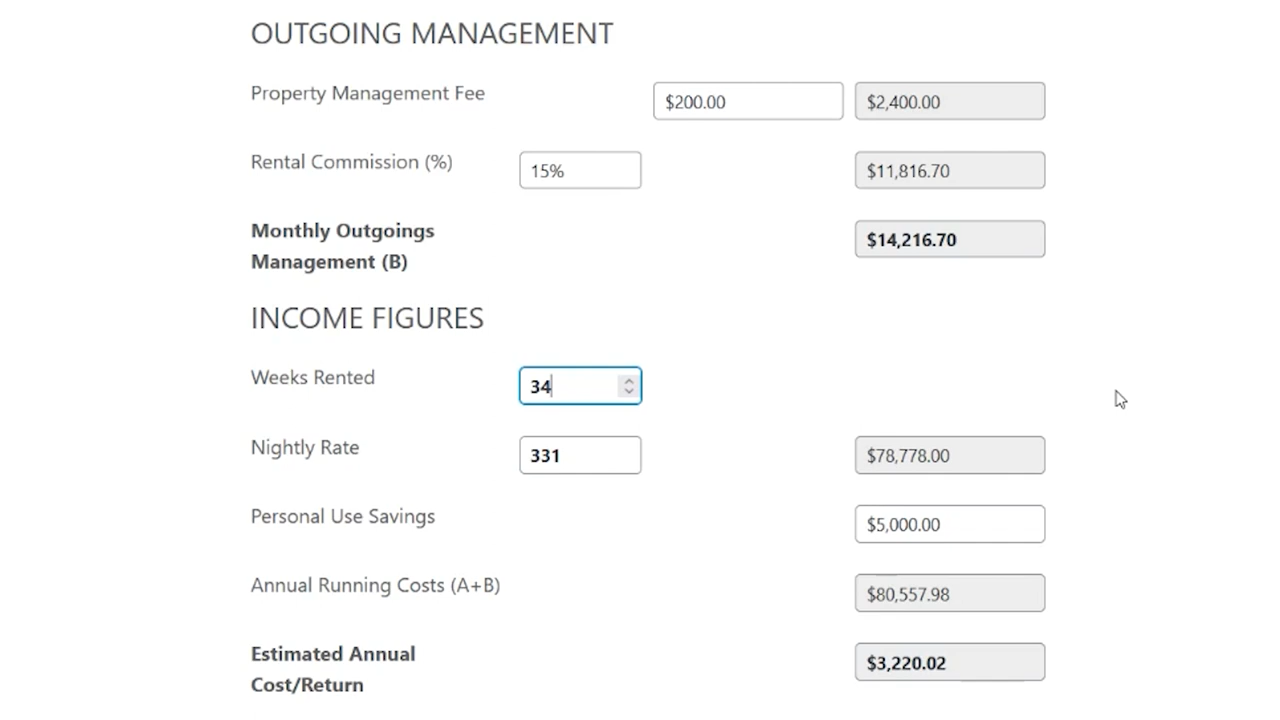 OUTGOING MANAGEMENT
Property Management Fee $200.00 $2,400.00
Rental Commission (%) 15% $11,816.70
Monthly Outgoings
Management (B) $14,216.70
INCOME FIGURES
Weeks Rented 34
Nightly Rate 331 $78,778.00
Personal Use Savings $5,000.00
Annual Running Costs (A+B) $80,557.98
Estimated Annual
Cost/Return $3,220.02